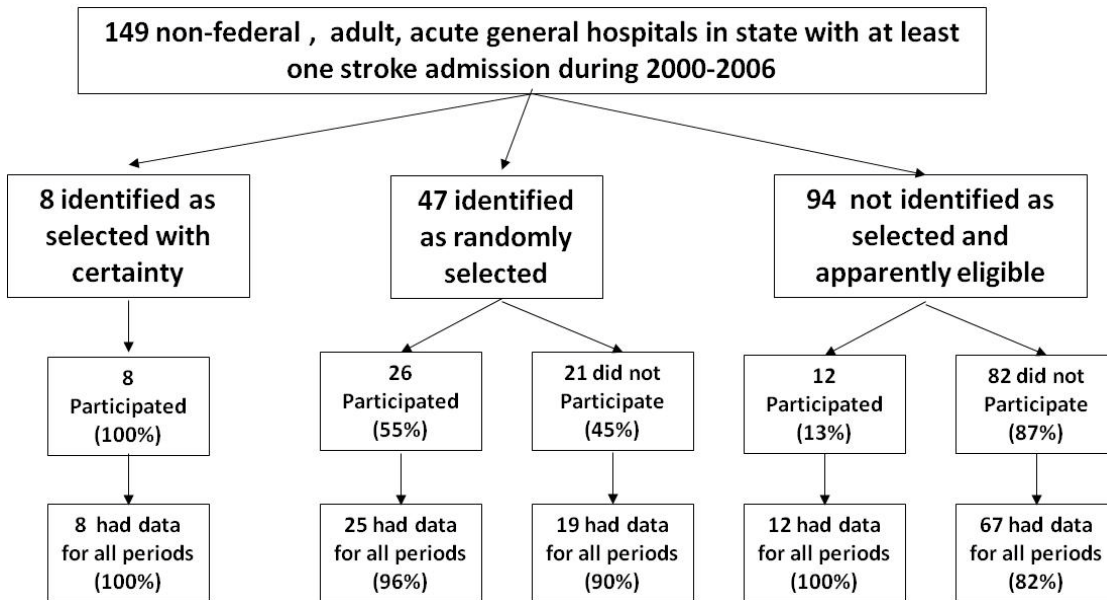 149 non-federal , adult, acute general hospitals in state with at least
one stroke admission during 2000-2006
8 identified as
selected with
certainty
47 identified
as randomly
selected
94 not identified as
selected and
apparently eligible
8
Participated
(100%)
26
Participated
(55%)
21 did not
Participate
(45%)
12
Participated
(13%)
82 did not
Participate
(87%)
8 had data
for all periods
(100%)
25 had data
for all periods
(96%)
19 had data
for all periods
(90%)
12 had data
for all periods
(100%)
67 had data
for all periods
(82%)